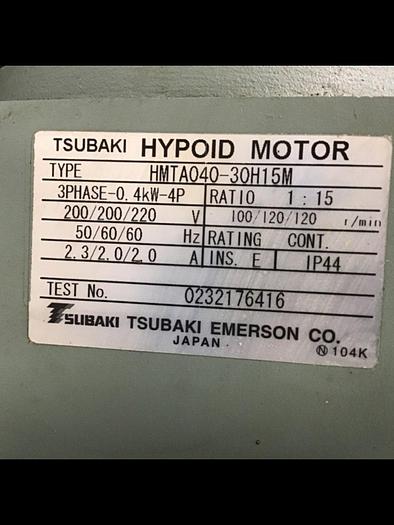 TSUBAKI HYPOID MOTOR
TYPE HMTA040-30H15M
3PHASE-0.4kW-4P RATIO 1:15
200/200/220 V 100/120/120 r/min
50/60/60 Hz RATING CONT.
2.3/2.0/2.0 A INS. E IP44
TEST No. 0232176416
TSUBAKI TSUBAKI EMERSON CO.
JAPAN
Ⓝ 104K